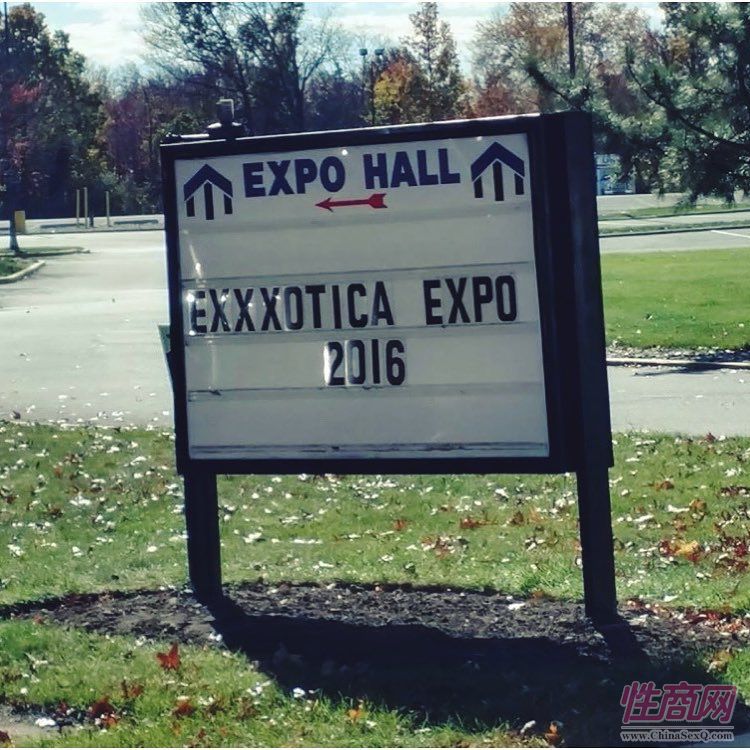 EXPO HALL
EXXXOTICA EXPO
2016
性商网
www.ChinaSexQ.com